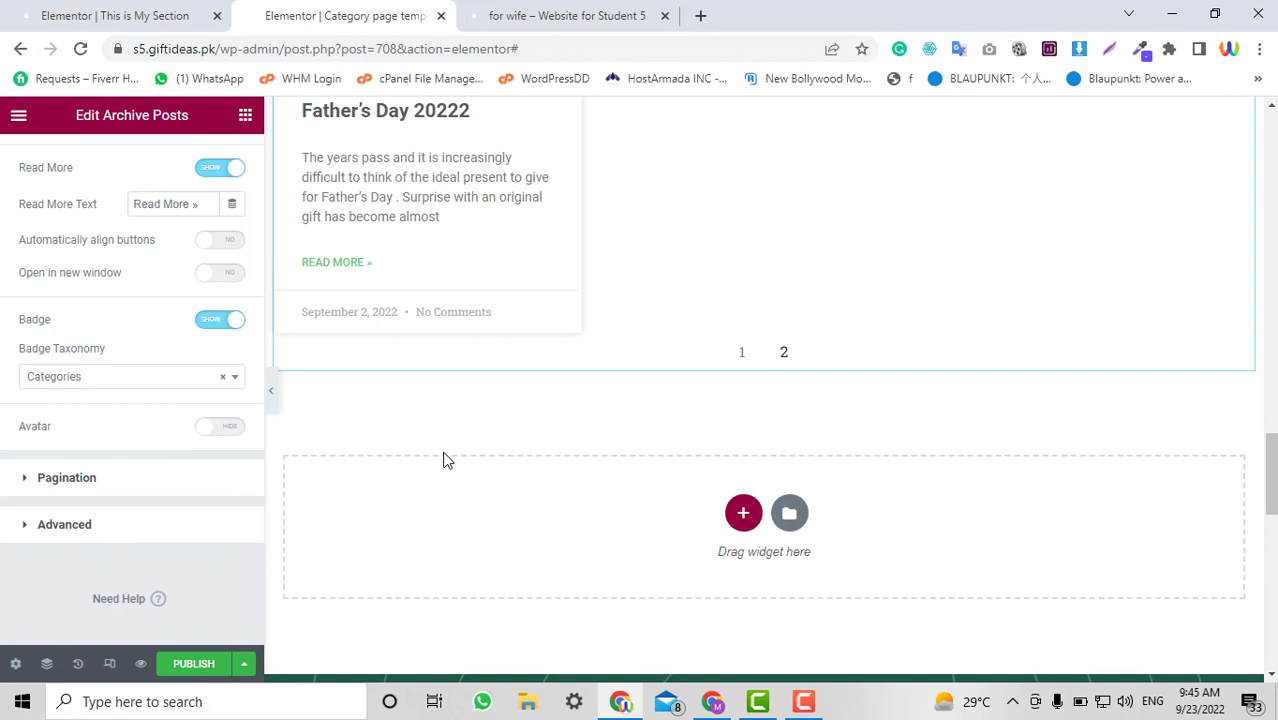 Elementor | This is My Section
Elementor | Category page temp
for wife – Website for Student 5
s5.giftideas.pk/wp-admin/post.php?post=708&action=elementor#
Requests – Fiverr H...
(1) WhatsApp
WHM Login
cPanel File Manage...
WordPressDD
HostArmada INC -...
New Bollywood Mo...
f
BLAUPUNKT: 个人...
Blaupunkt: Power a...
»
Edit Archive Posts
Read More
SHOW
Read More Text
Read More »
Automatically align buttons
NO
Open in new window
NO
Badge
SHOW
Badge Taxonomy
Categories
Avatar
HIDE
Pagination
Advanced
Need Help
PUBLISH
Father's Day 20222
The years pass and it is increasingly
difficult to think of the ideal present to give
for Father's Day . Surprise with an original
gift has become almost
READ MORE »
September 2, 2022 • No Comments
1 2
Drag widget here
Type here to search
8
29°C
ENG
9:45 AM
9/23/2022
33